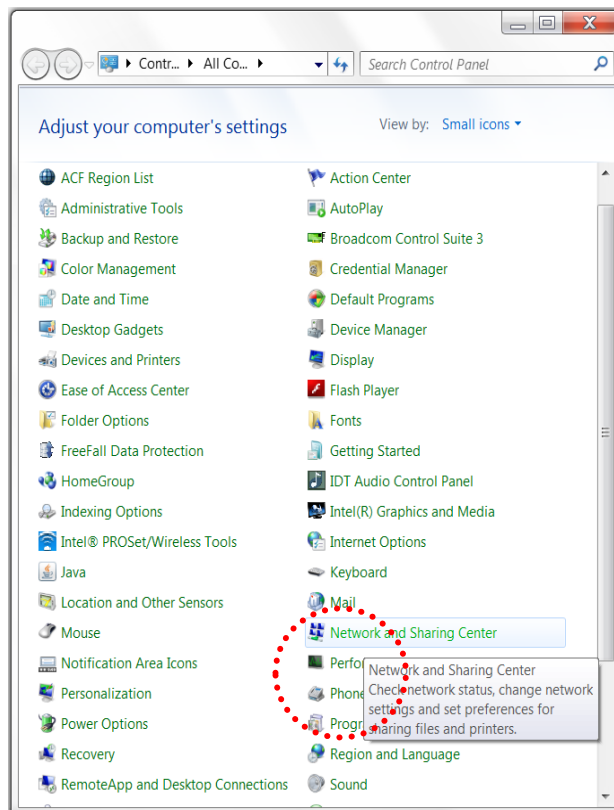 Contr... All Co...
Search Control Panel
Adjust your computer's settings
View by: Small icons
ACF Region List
Action Center
Administrative Tools
AutoPlay
Backup and Restore
Broadcom Control Suite 3
Color Management
Credential Manager
Date and Time
Default Programs
Desktop Gadgets
Device Manager
Devices and Printers
Display
Ease of Access Center
Flash Player
Folder Options
Fonts
FreeFall Data Protection
Getting Started
HomeGroup
IDT Audio Control Panel
Indexing Options
Intel(R) Graphics and Media
Intel® PROSet/Wireless Tools
Internet Options
Java
Keyboard
Location and Other Sensors
Mail
Mouse
Network and Sharing Center
Notification Area Icons
Perfo
Network and Sharing Center
Check network status, change network
settings and set preferences for
sharing files and printers.
Personalization
Phone
Power Options
Progr
Recovery
Region and Language
RemoteApp and Desktop Connections
Sound